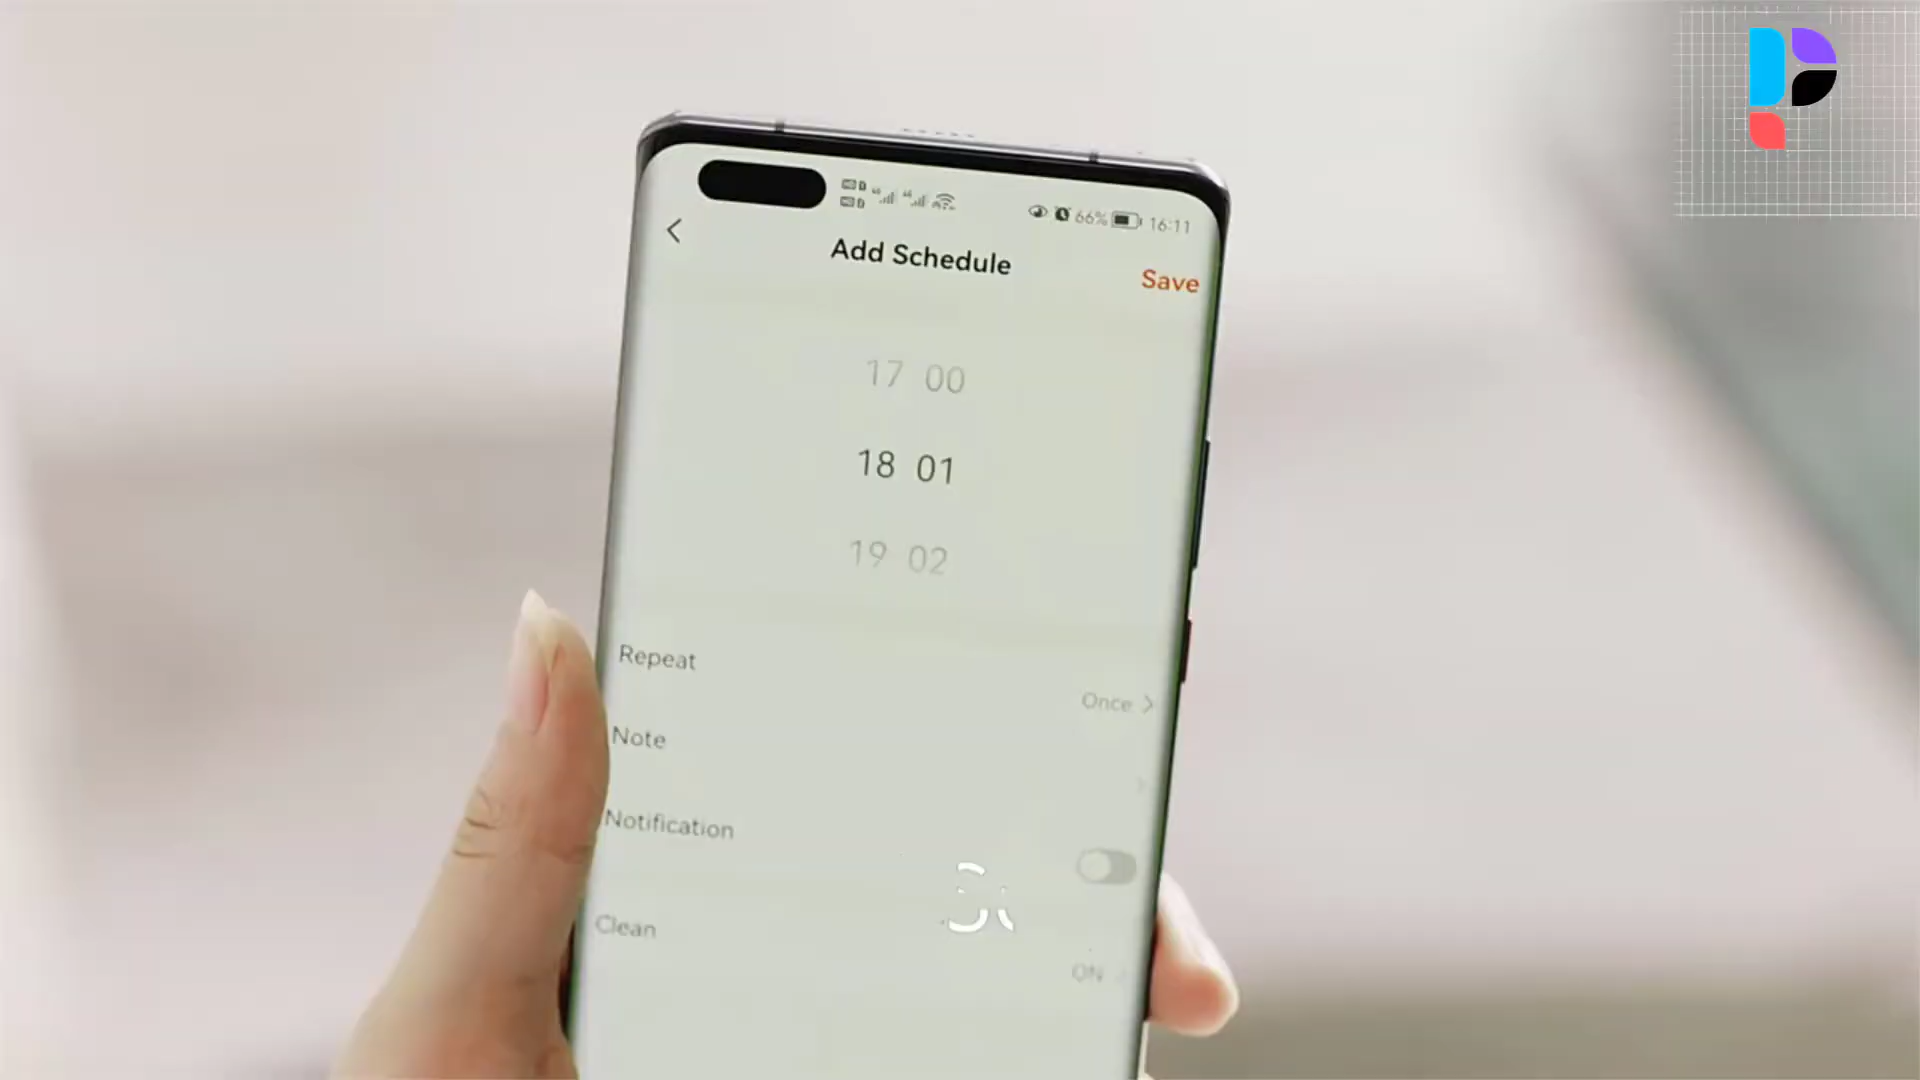 66% 16:11
Add Schedule
Save
17 00
18 01
19 02
Repeat
Once
Note
Notification
Clean
ON